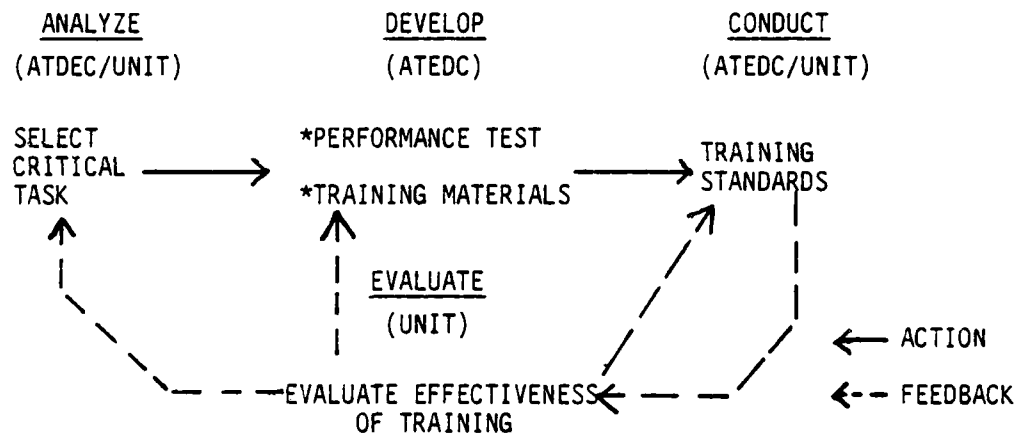 ANALYZE
(ATDEC/UNIT)
DEVELOP
(ATEDC)
CONDUCT
(ATEDC/UNIT)
SELECT
CRITICAL
TASK
*PERFORMANCE TEST
*TRAINING MATERIALS
TRAINING
STANDARDS
EVALUATE
(UNIT)
EVALUATE EFFECTIVENESS
OF TRAINING
ACTION
FEEDBACK